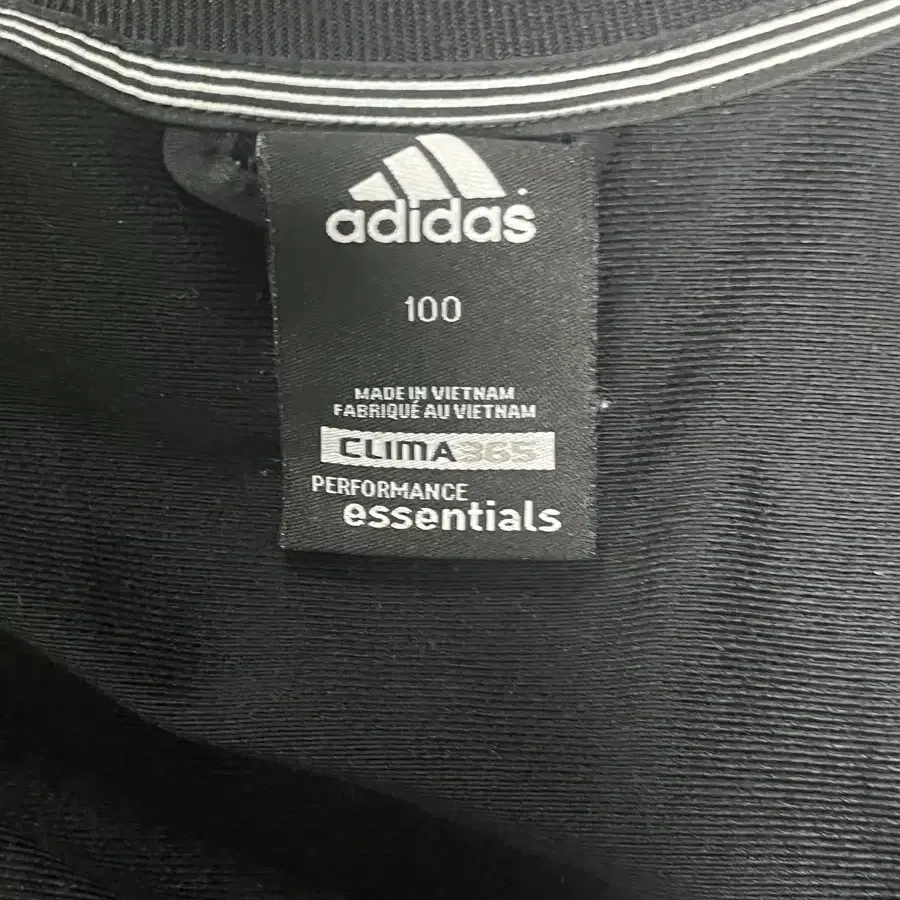 adidas
100
MADE IN VIETNAM
FABRIQUÉ AU VIETNAM
CLIMA365
PERFORMANCE
essentials